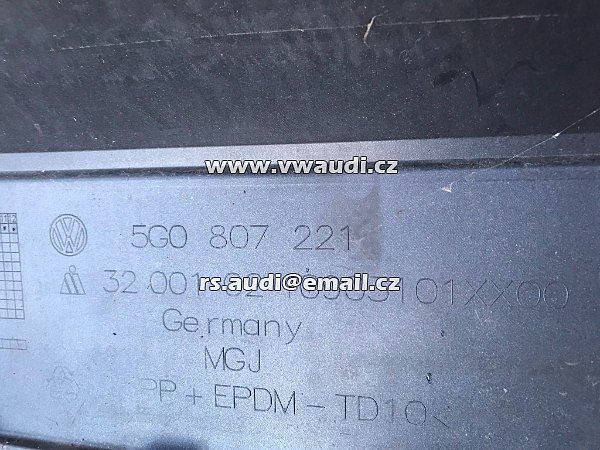 www.vwaudi.cz
5G0 807 221
rs.audi@email.cz
Germany
MGJ
PP + EPDM - TD10<